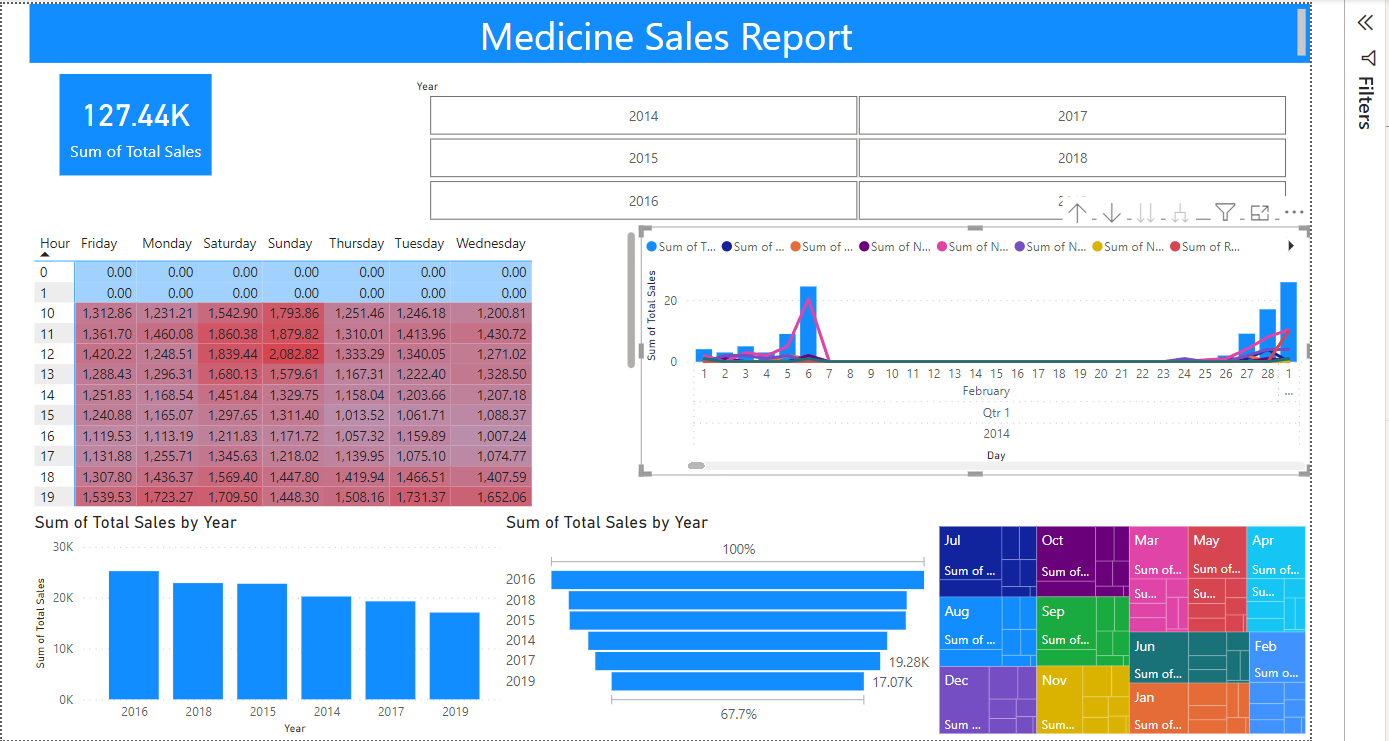 Medicine Sales Report
127.44K
Sum of Total Sales
Year
2014
2017
2015
2018
2016
Filters
Hour Friday Monday Saturday Sunday Thursday Tuesday Wednesday
0 0.00 0.00 0.00 0.00 0.00 0.00 0.00
1 0.00 0.00 0.00 0.00 0.00 0.00 0.00
10 1,312.86 1,231.21 1,542.90 1,793.86 1,251.46 1,246.18 1,200.81
11 1,361.70 1,460.08 1,860.38 1,879.82 1,310.01 1,413.96 1,430.72
12 1,420.22 1,248.51 1,839.44 2,082.82 1,333.29 1,340.05 1,271.02
13 1,288.43 1,296.31 1,680.13 1,579.61 1,167.31 1,222.40 1,328.50
14 1,251.83 1,168.54 1,451.84 1,329.75 1,158.04 1,203.66 1,207.18
15 1,240.88 1,165.07 1,297.65 1,311.40 1,013.52 1,061.71 1,088.37
16 1,119.53 1,113.19 1,211.83 1,171.72 1,057.32 1,159.89 1,007.24
17 1,131.88 1,255.71 1,345.63 1,218.02 1,139.95 1,075.10 1,074.77
18 1,307.80 1,436.37 1,569.40 1,447.80 1,419.94 1,466.51 1,407.59
19 1,539.53 1,723.27 1,709.50 1,448.30 1,508.16 1,731.37 1,652.06
Sum of T... Sum of ... Sum of ... Sum of N... Sum of N... Sum of N... Sum of N... Sum of R...
Sum of Total Sales
20
0
1 2 3 4 5 6 7 8 9 10 11 12 13 14 15 16 17 18 19 20 21 22 23 24 25 26 27 28 1
February ...
Qtr 1
2014
Day
Sum of Total Sales by Year
Sum of Total Sales
30K
20K
10K
0K
2016 2018 2015 2014 2017 2019
Year
Sum of Total Sales by Year
100%
2016
2018
2015
2014
2017 19.28K
2019 17.07K
67.7%
Jul
Sum of ...
Aug
Sum of ...
Dec
Sum ...
Oct
Sum of...
Sep
Sum of...
Nov
Sum...
Mar
Sum of...
Su...
May
Sum of...
Su...
Apr
Sum of...
Su...
Jun
Sum of...
Jan
Sum of...
Feb
Sum o...